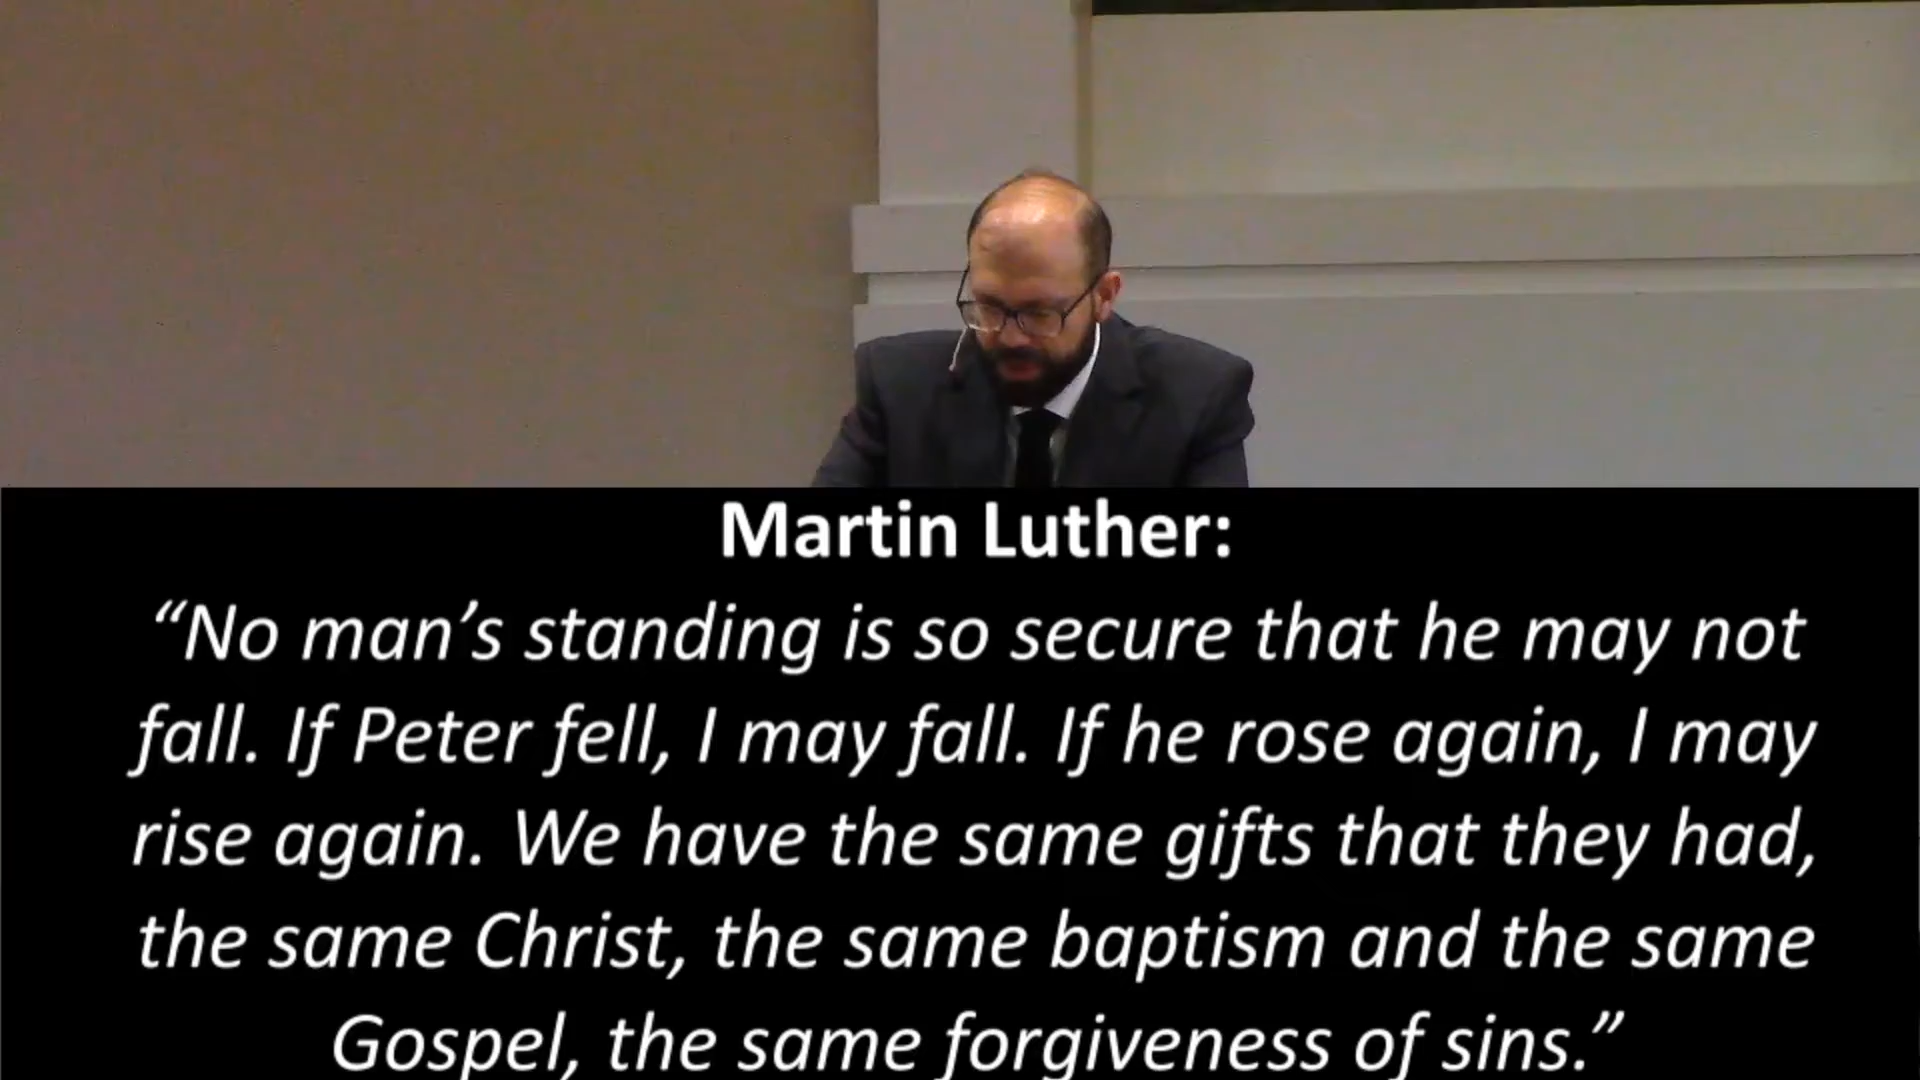 Martin Luther:
“No man’s standing is so secure that he may not
fall. If Peter fell, I may fall. If he rose again, I may
rise again. We have the same gifts that they had,
the same Christ, the same baptism and the same
Gospel, the same forgiveness of sins.”